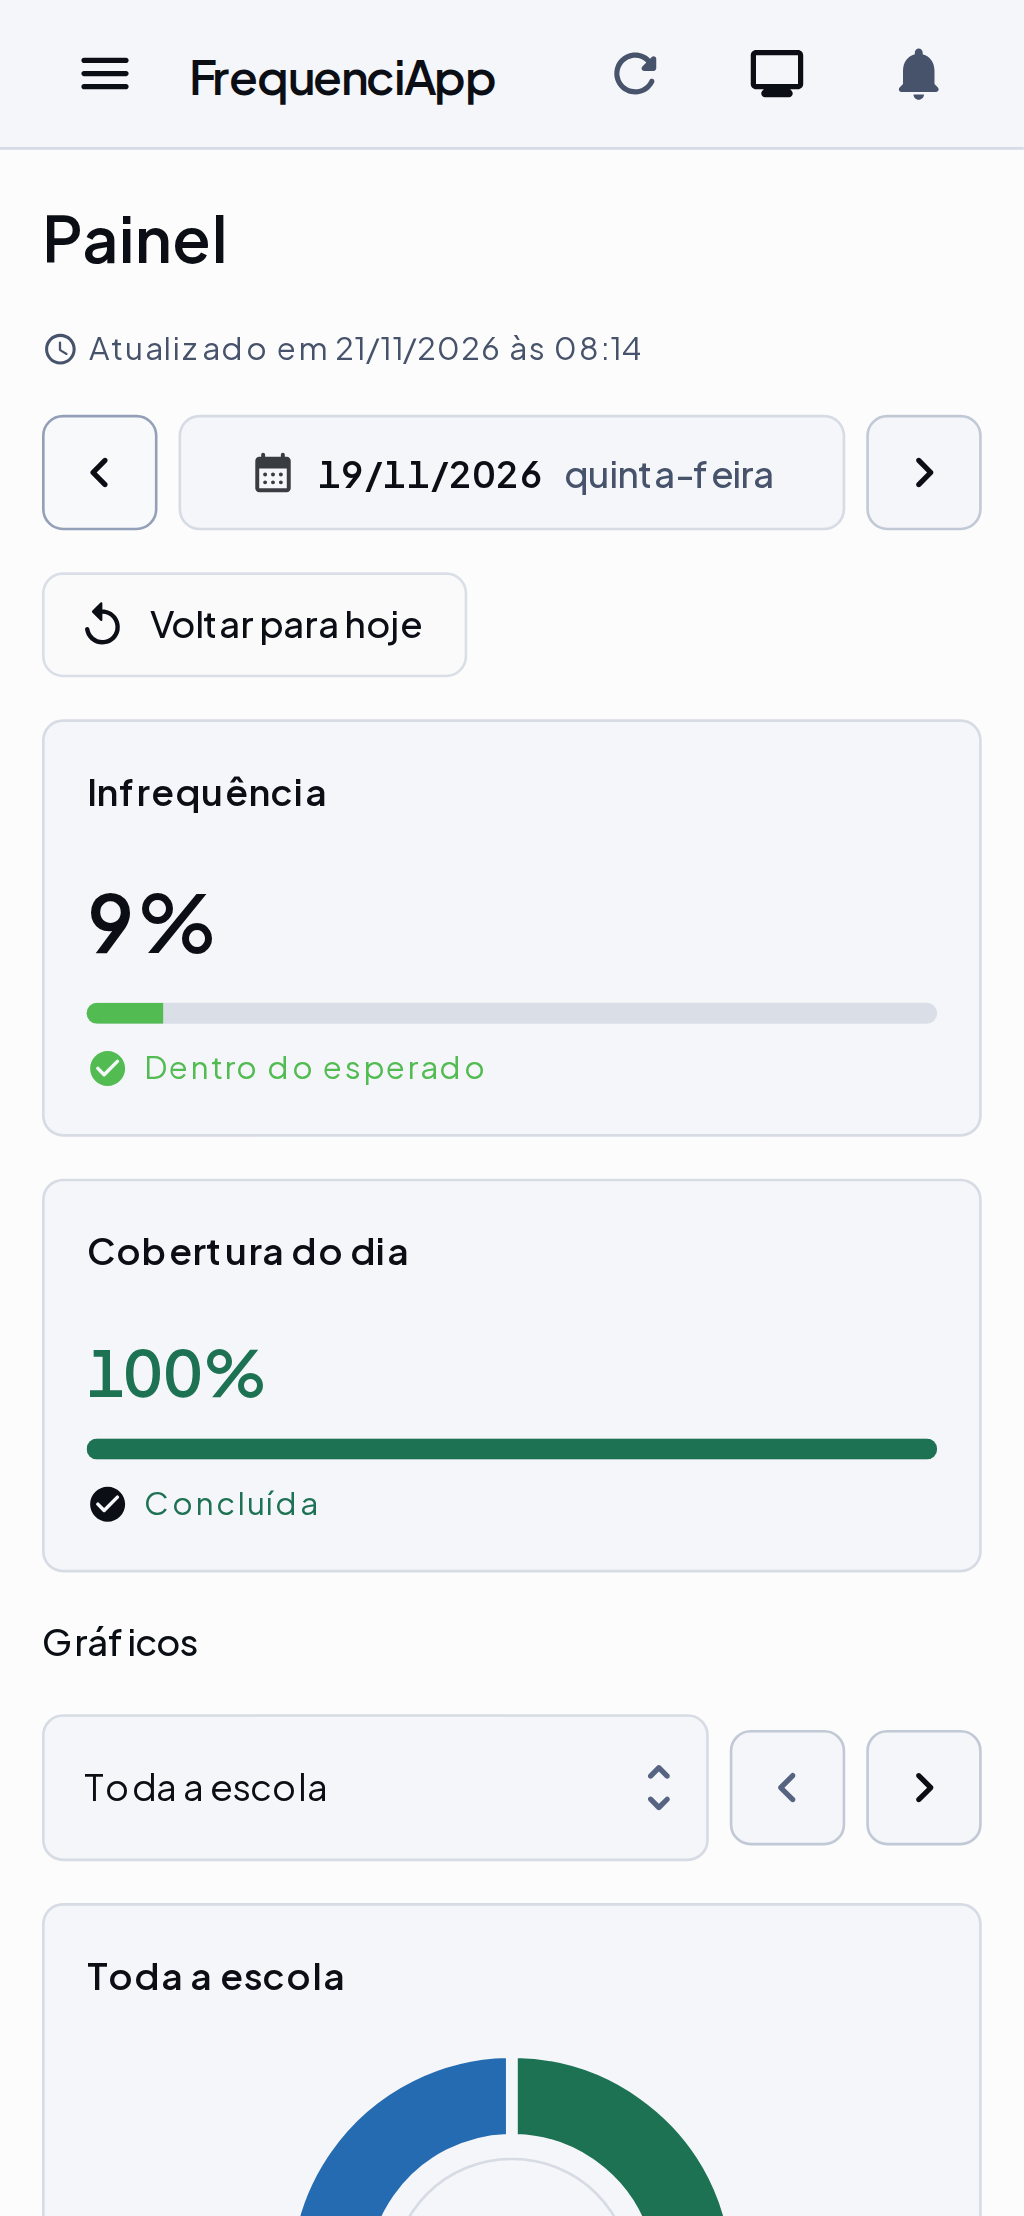 FrequenciApp
Painel
Atualizado em 21/11/2026 às 08:14
19/11/2026 quinta-feira
Voltar para hoje
Infrequência
9%
Dentro do esperado
Cobertura do dia
100%
Concluída
Gráficos
Toda a escola
Toda a escola